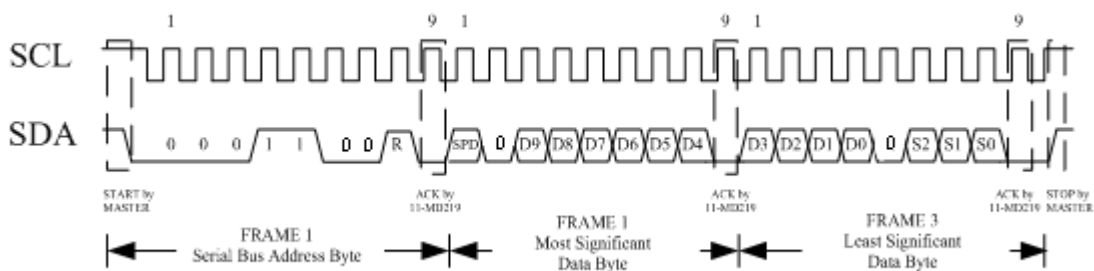 1 9 1 9 1 9
SCL
SDA 0 0 0 1 1 0 0 R SPD 0 D9 D8 D7 D6 D5 D4 D3 D2 D1 D0 0 S2 S1 S0
START by
MASTER
ACK by
11-MD219
ACK by
11-MD219
ACK by
11-MD219
STOP by
MASTER
FRAME 1
Serial Bus Address Byte
FRAME 1
Most Significant
Data Byte
FRAME 3
Least Significant
Data Byte